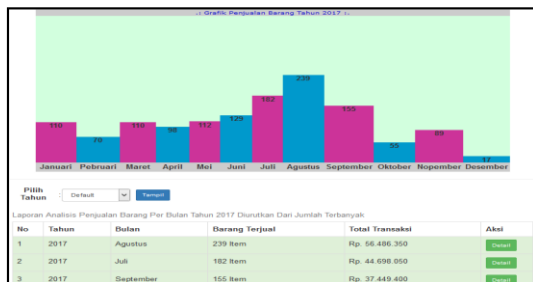 .: Grafik Penjualan Barang Tahun 2017 :.
110 70 110 98 112 129 182 239 155 55 89 17
Januari Pebruari Maret April Mei Juni Juli Agustus September Oktober Nopember Desember
Pilih Tahun : Default Tampil
Laporan Analisis Penjualan Barang Per Bulan Tahun 2017 Diurutkan Dari Jumlah Terbanyak
No Tahun Bulan Barang Terjual Total Transaksi Aksi
1 2017 Agustus 239 Item Rp. 56.486.350 Detail
2 2017 Juli 182 Item Rp. 44.698.050 Detail
3 2017 September 155 Item Rp. 37.449.400 Detail